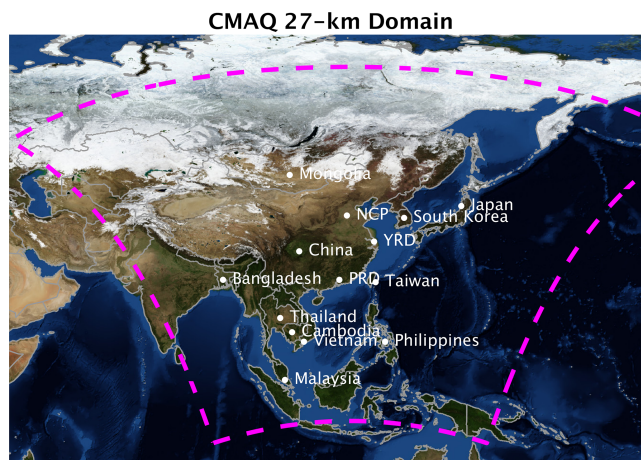 CMAQ 27-km Domain
Mongolia
Japan
NCP
South Korea
YRD
China
Bangladesh
PRD
Taiwan
Thailand
Cambodia
Vietnam
Philippines
Malaysia